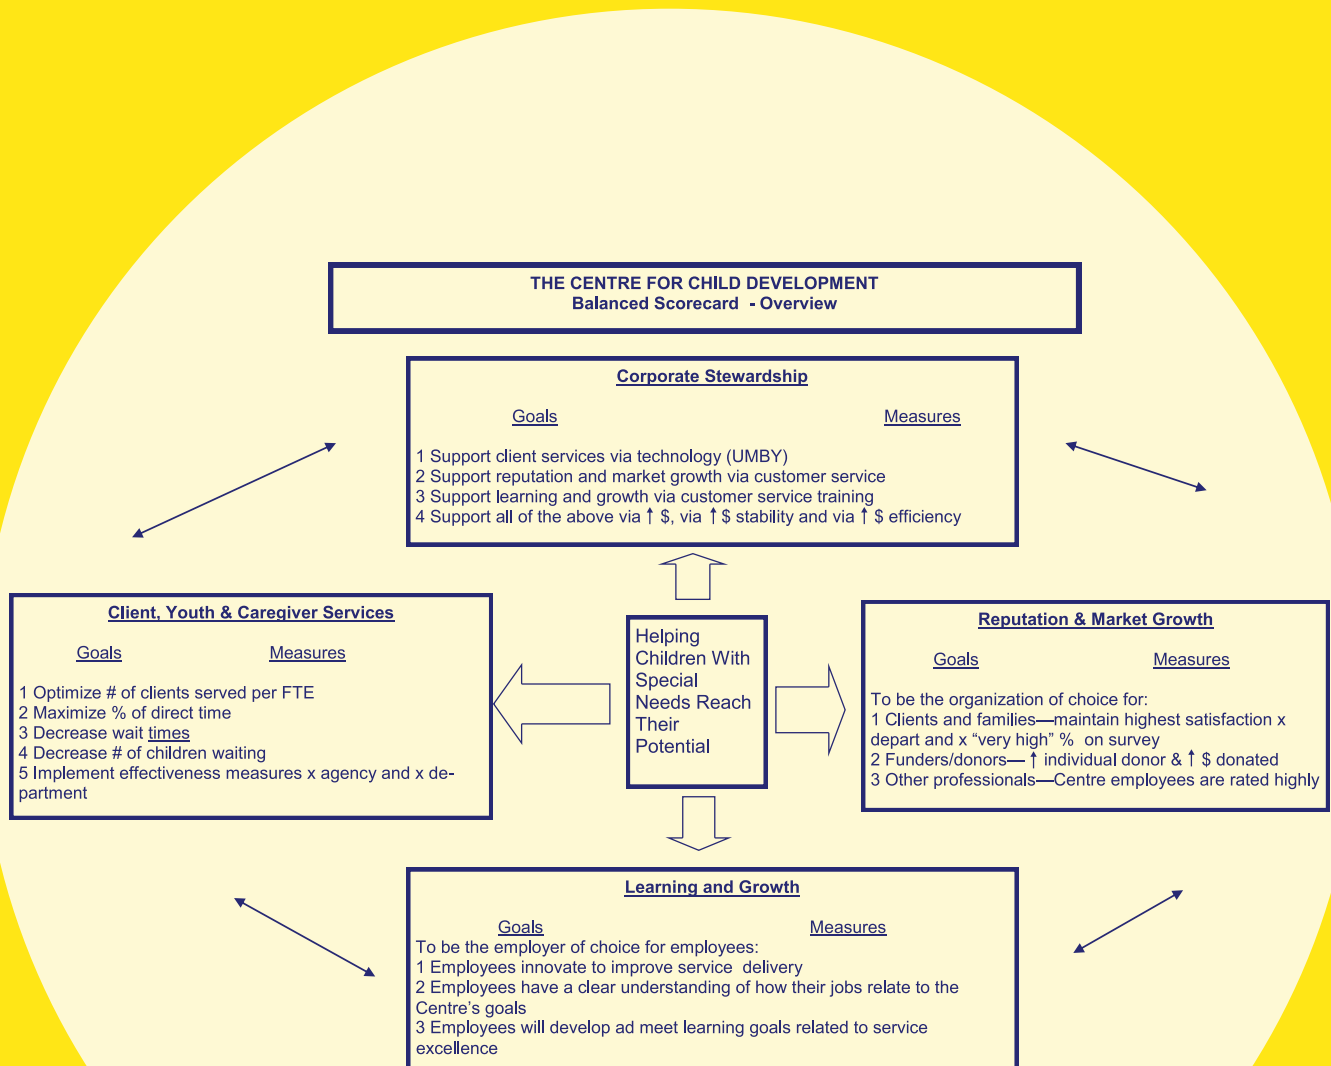 THE CENTRE FOR CHILD DEVELOPMENT
Balanced Scorecard - Overview
Corporate Stewardship
Goals Measures
1 Support client services via technology (UMBY)
2 Support reputation and market growth via customer service
3 Support learning and growth via customer service training
4 Support all of the above via ↑ $, via ↑ $ stability and via ↑ $ efficiency
Client, Youth & Caregiver Services
Goals Measures
1 Optimize # of clients served per FTE
2 Maximize % of direct time
3 Decrease wait times
4 Decrease # of children waiting
5 Implement effectiveness measures x agency and x de-
partment
Helping
Children With
Special
Needs Reach
Their
Potential
Reputation & Market Growth
Goals Measures
To be the organization of choice for:
1 Clients and families—maintain highest satisfaction x
depart and x “very high” % on survey
2 Funders/donors— ↑ individual donor & ↑ $ donated
3 Other professionals—Centre employees are rated highly
Learning and Growth
Goals Measures
To be the employer of choice for employees:
1 Employees innovate to improve service delivery
2 Employees have a clear understanding of how their jobs relate to the
Centre’s goals
3 Employees will develop ad meet learning goals related to service
excellence